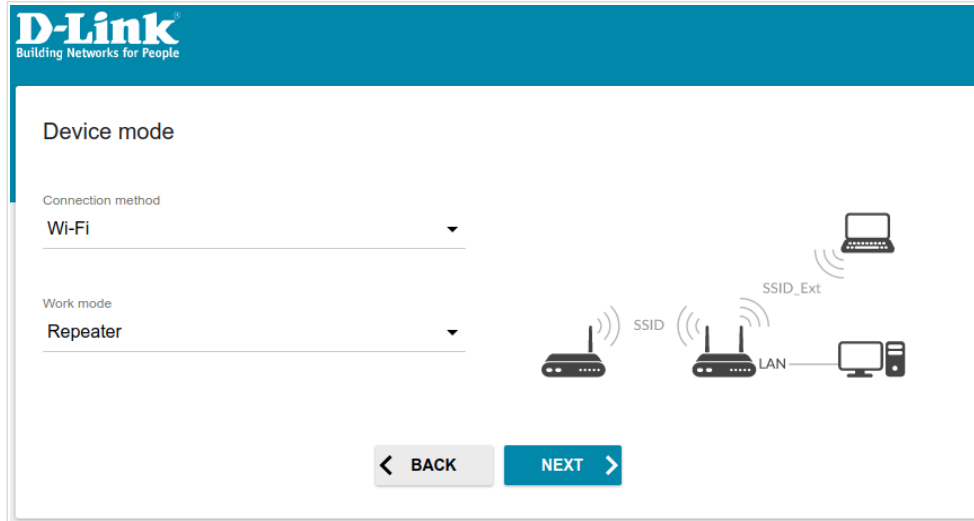 D-Link
Building Networks for People
Device mode
Connection method
Wi-Fi
Work mode
Repeater
SSID
SSID_Ext
LAN
BACK
NEXT